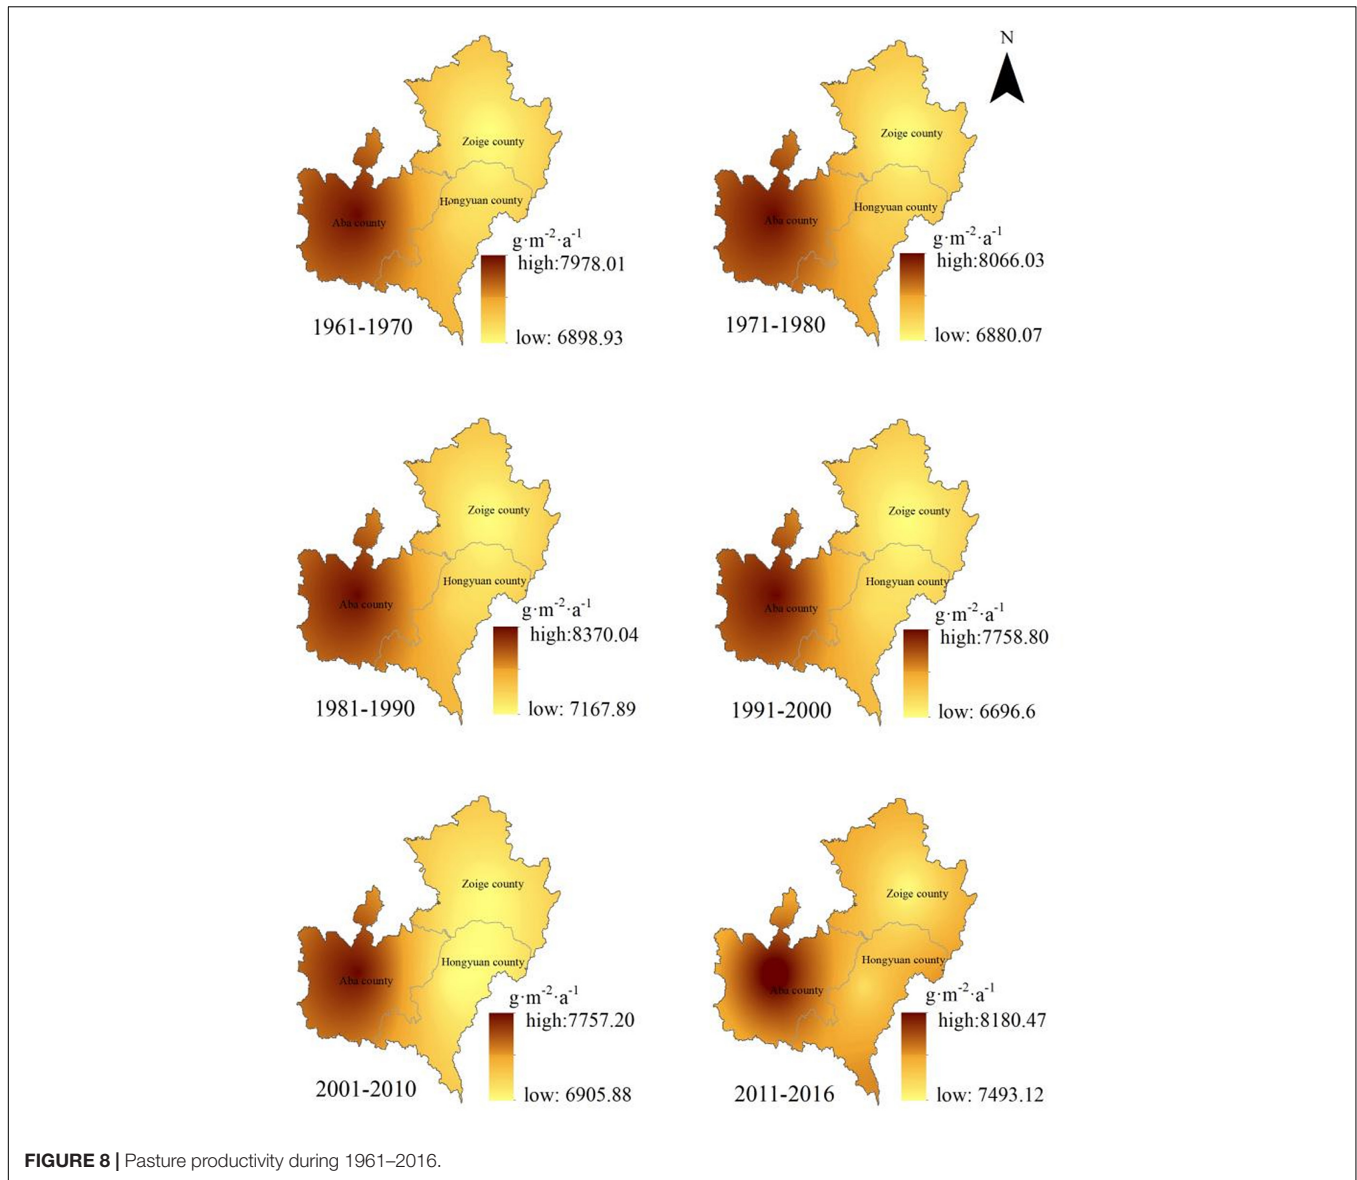 N
Zoige county
Hongyuan county
Aba county
g·m-2·a-1
high:7978.01
low: 6898.93
1961-1970
Zoige county
Hongyuan county
Aba county
g·m-2·a-1
high:8066.03
low: 6880.07
1971-1980
Zoige county
Hongyuan county
Aba county
g·m-2·a-1
high:8370.04
low: 7167.89
1981-1990
Zoige county
Hongyuan county
Aba county
g·m-2·a-1
high:7758.80
low: 6696.6
1991-2000
Zoige county
Hongyuan county
Aba county
g·m-2·a-1
high:7757.20
low: 6905.88
2001-2010
Zoige county
Hongyuan county
Aba county
g·m-2·a-1
high:8180.47
low: 7493.12
2011-2016
FIGURE 8 | Pasture productivity during 1961–2016.